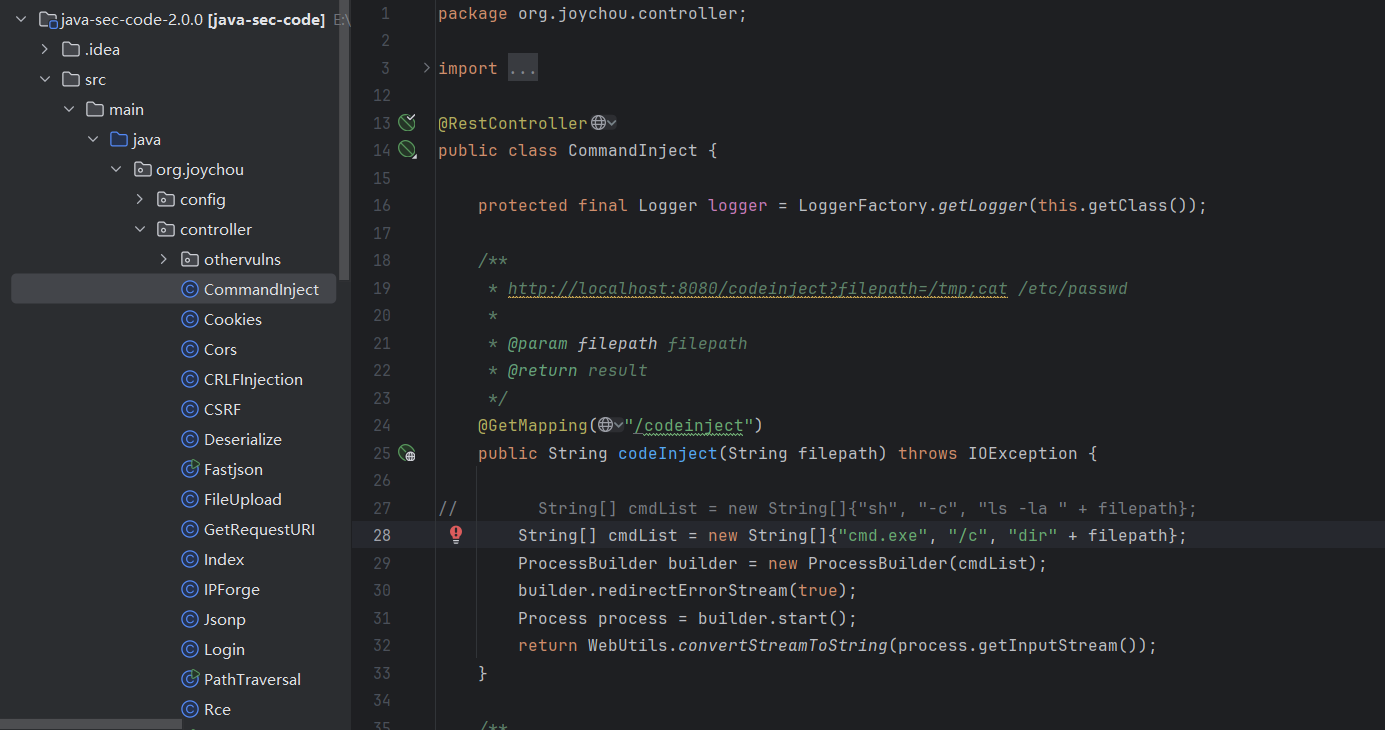 java-sec-code-2.0.0 [java-sec-code] E:\
.idea
src
main
java
org.joychou
config
controller
othervulns
CommandInject
Cookies
Cors
CRLFInjection
CSRF
Deserialize
Fastjson
FileUpload
GetRequestURI
Index
IPForge
Jsonp
Login
PathTraversal
Rce
1 package org.joychou.controller;
2
3 import ...
12
13 @RestController
14 public class CommandInject {
15
16 protected final Logger logger = LoggerFactory.getLogger(this.getClass());
17
18 /**
19 * http://localhost:8080/codeinject?filepath=/tmp;cat /etc/passwd
20 *
21 * @param filepath filepath
22 * @return result
23 */
24 @GetMapping("/codeinject")
25 public String codeInject(String filepath) throws IOException {
26
27 // String[] cmdList = new String[]{"sh", "-c", "ls -la " + filepath};
28 String[] cmdList = new String[]{"cmd.exe", "/c", "dir" + filepath};
29 ProcessBuilder builder = new ProcessBuilder(cmdList);
30 builder.redirectErrorStream(true);
31 Process process = builder.start();
32 return WebUtils.convertStreamToString(process.getInputStream());
33 }
34
35 /**